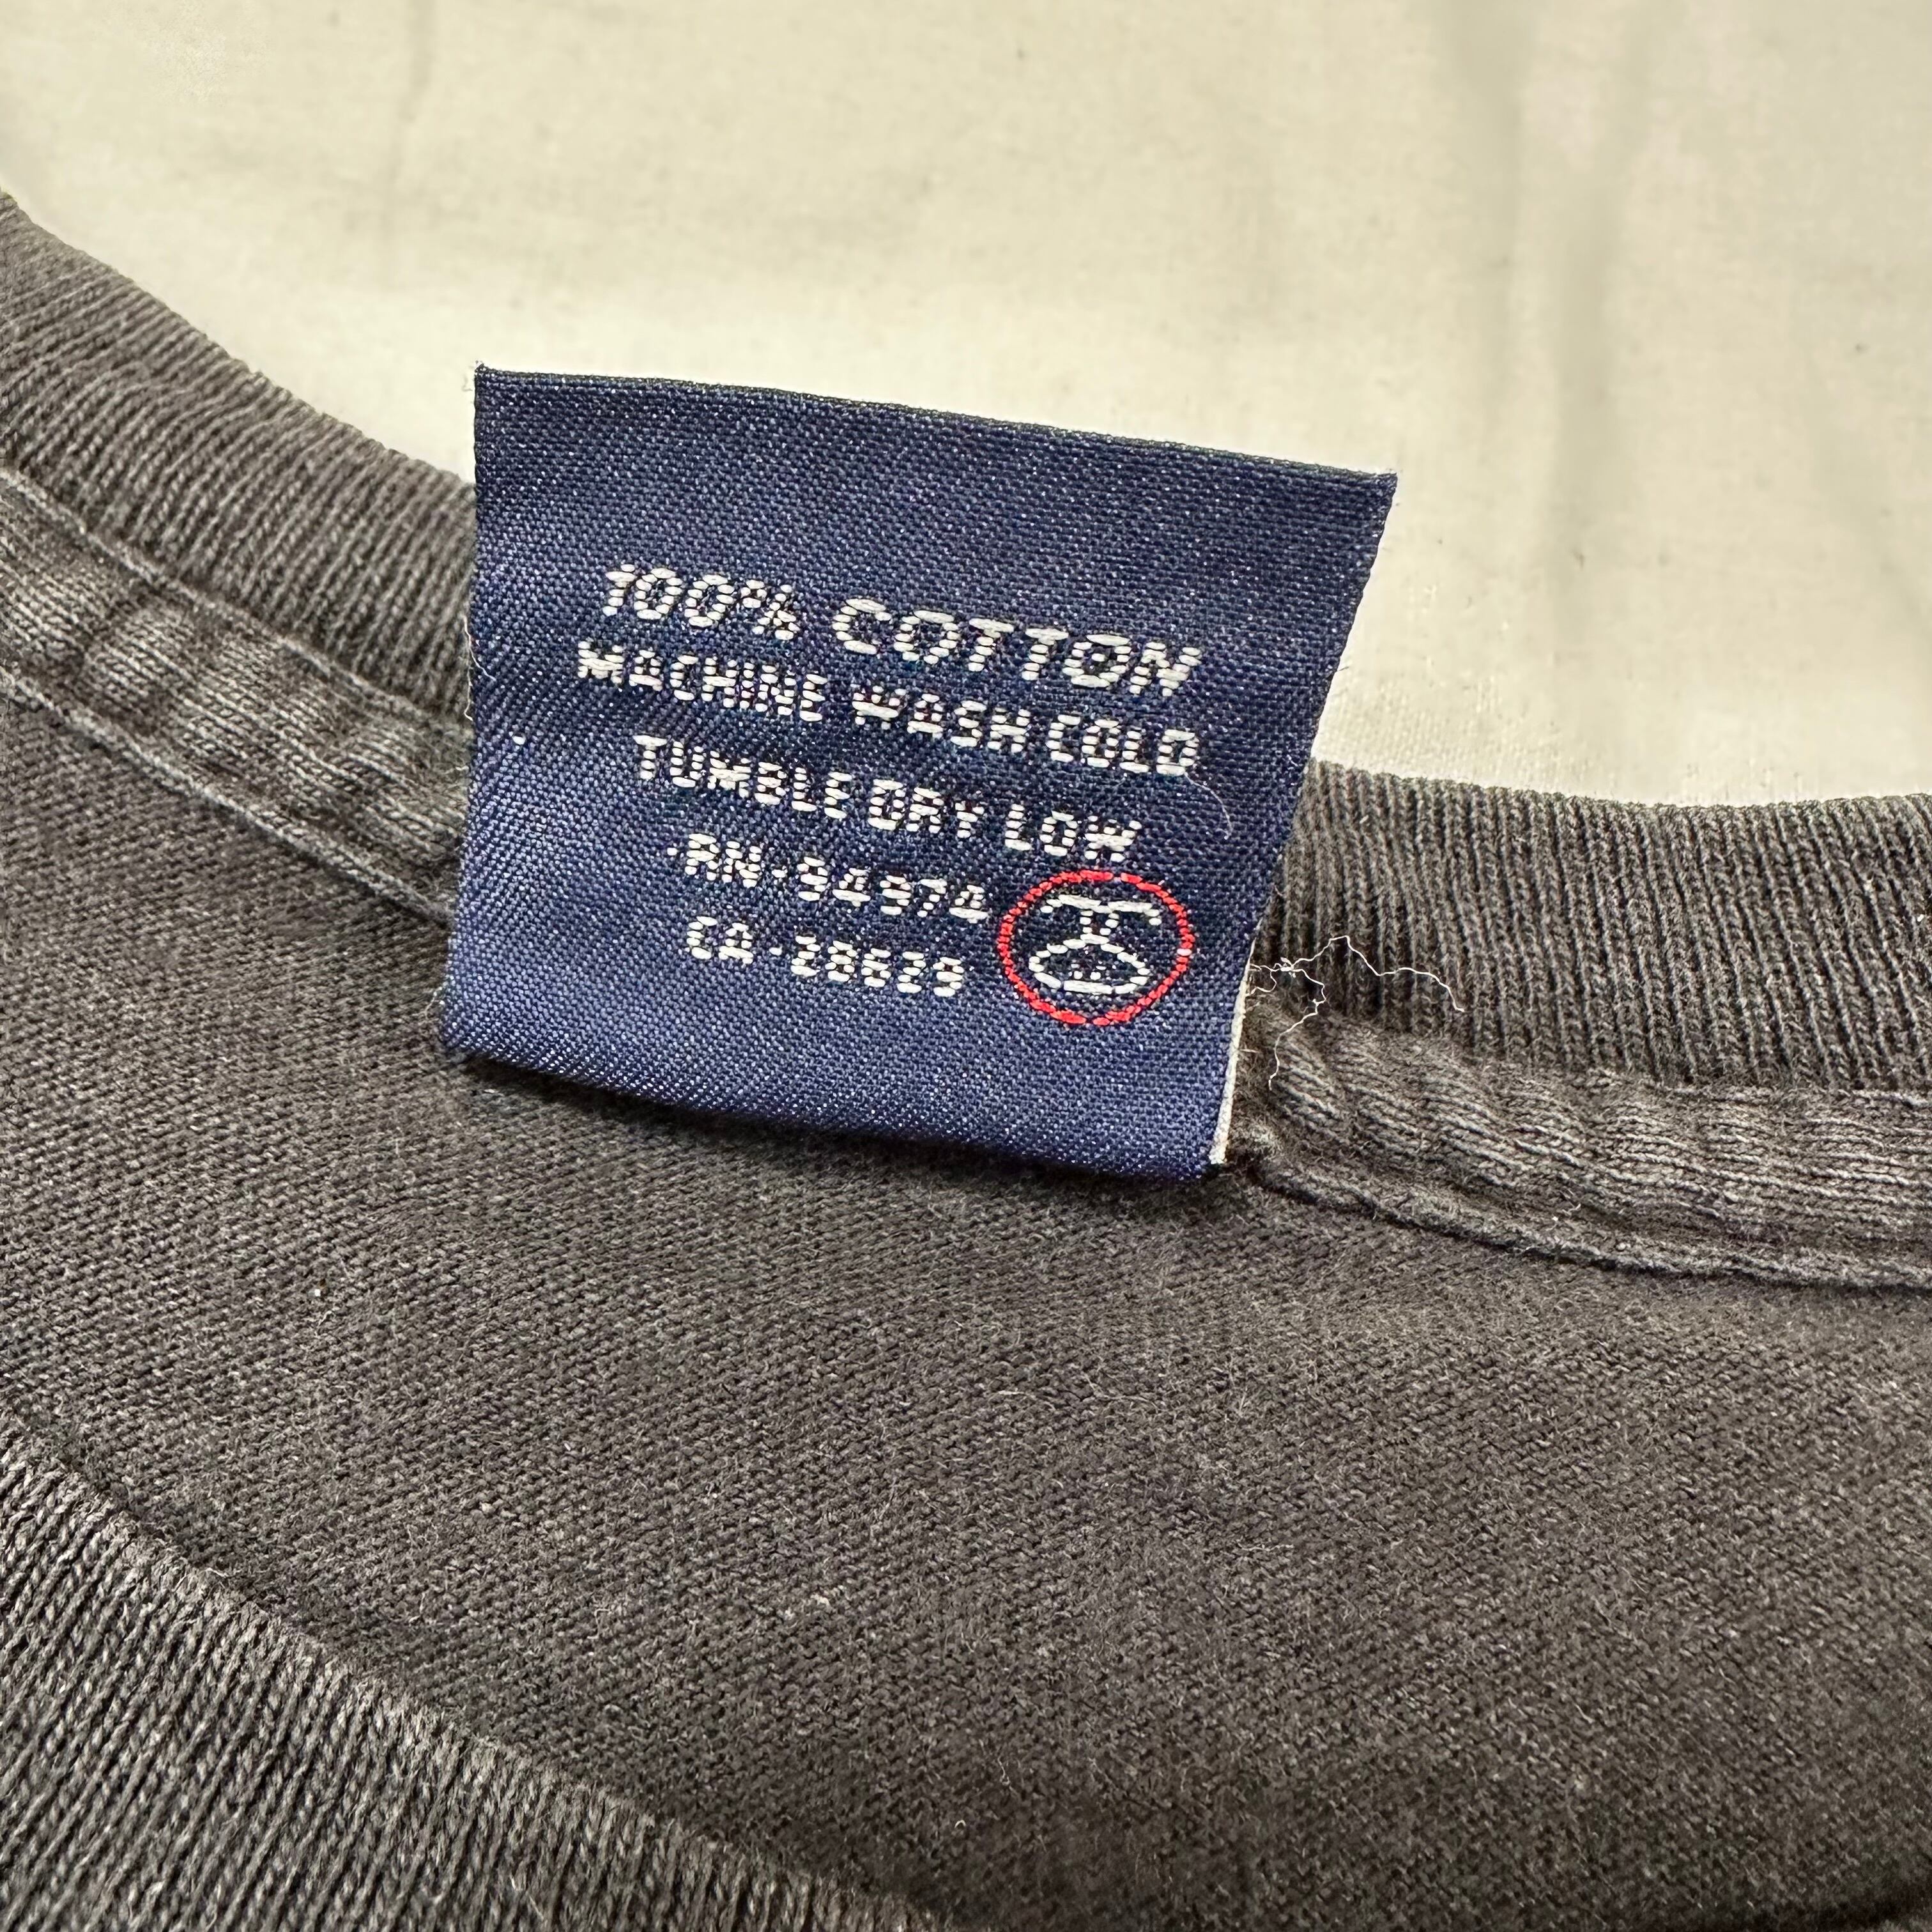 100% COTTON
MACHINE WASH COLD
TUMBLE DRY LOW
RN-94974
CA-28629